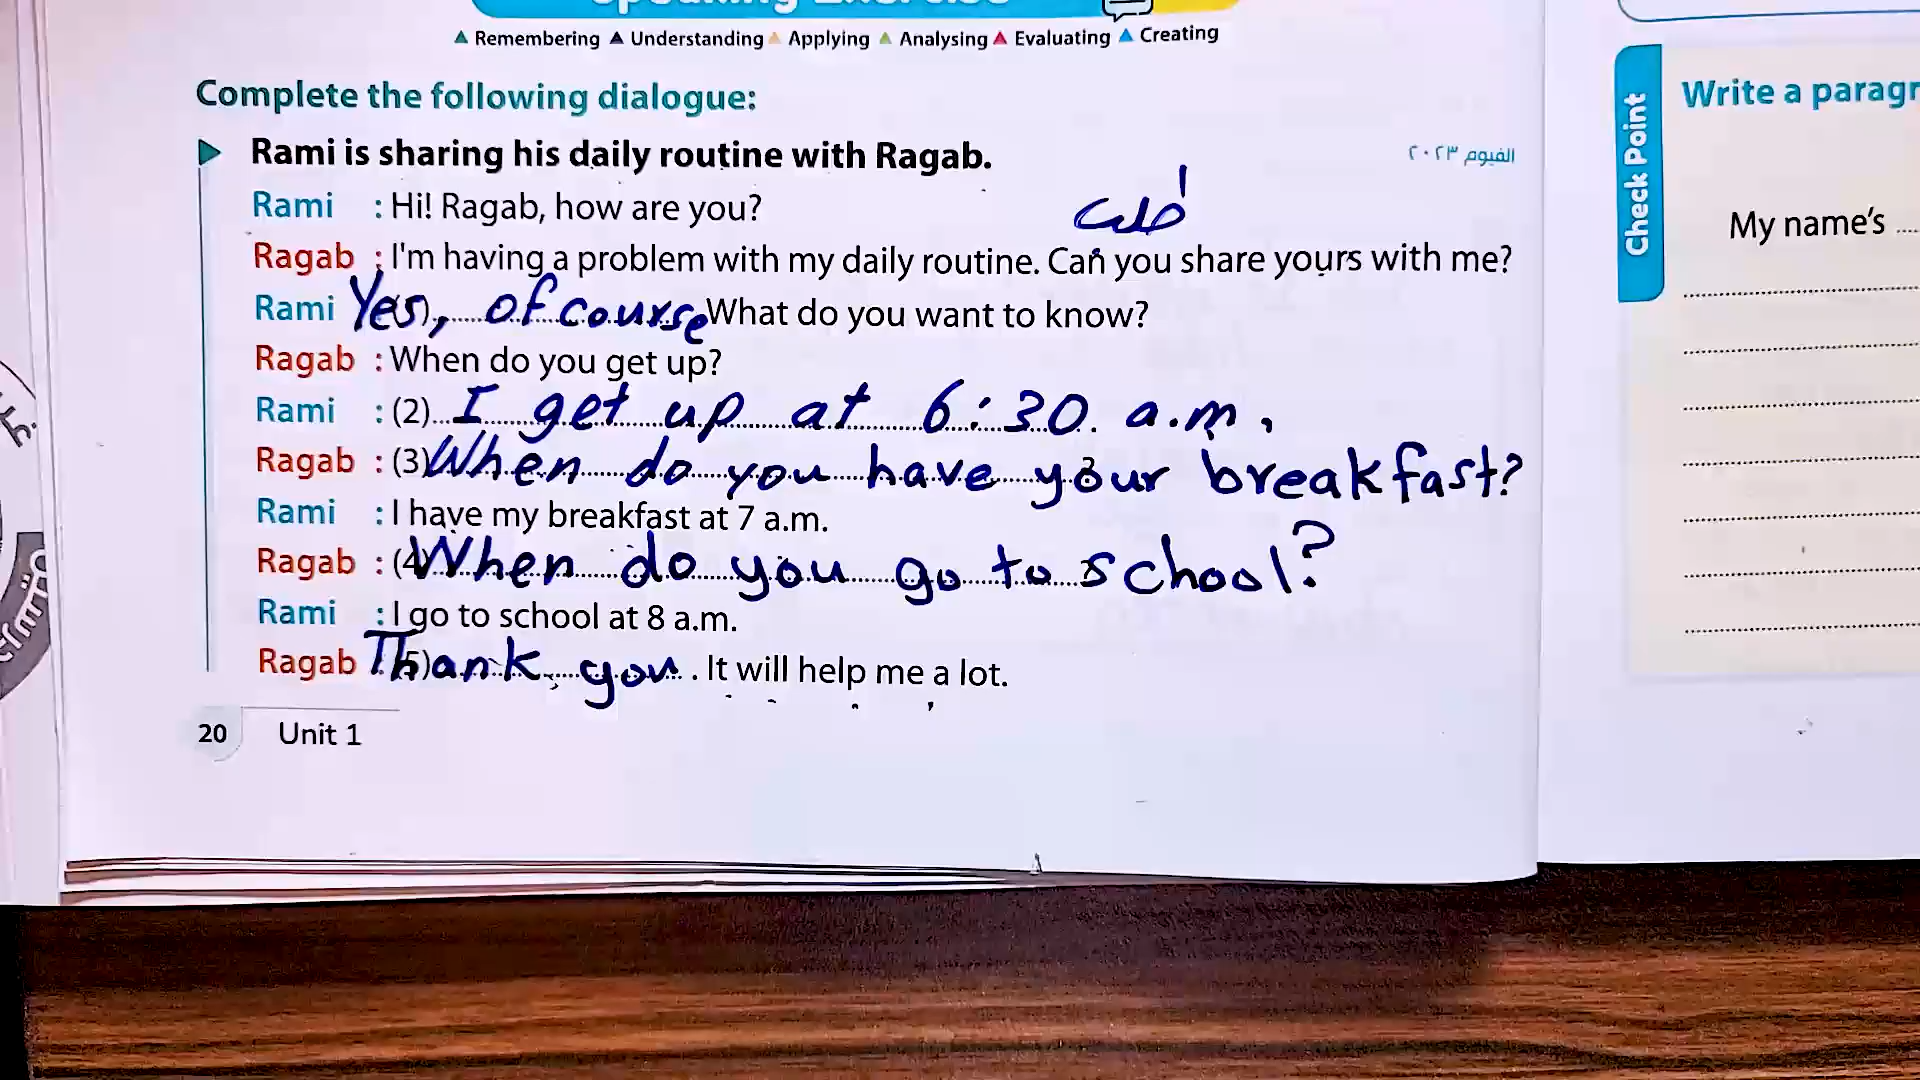 Speaking Exercise
Remembering Understanding Applying Analysing Evaluating Creating
Complete the following dialogue:
Rami is sharing his daily routine with Ragab. الفيوم ٢٠٢٣
Rami : Hi! Ragab, how are you?
طلب
Ragab : I'm having a problem with my daily routine. Can you share yours with me?
Rami Yes, of course What do you want to know?
Ragab : When do you get up?
Rami : (2) I get up at 6:30 a.m.
Ragab : (3) When do you have your breakfast?
Rami : I have my breakfast at 7 a.m.
Ragab : (4) When do you go to school?
Rami : I go to school at 8 a.m.
Ragab (5) Thank you. It will help me a lot.
20 Unit 1
Check Point
Write a paragr
My name's